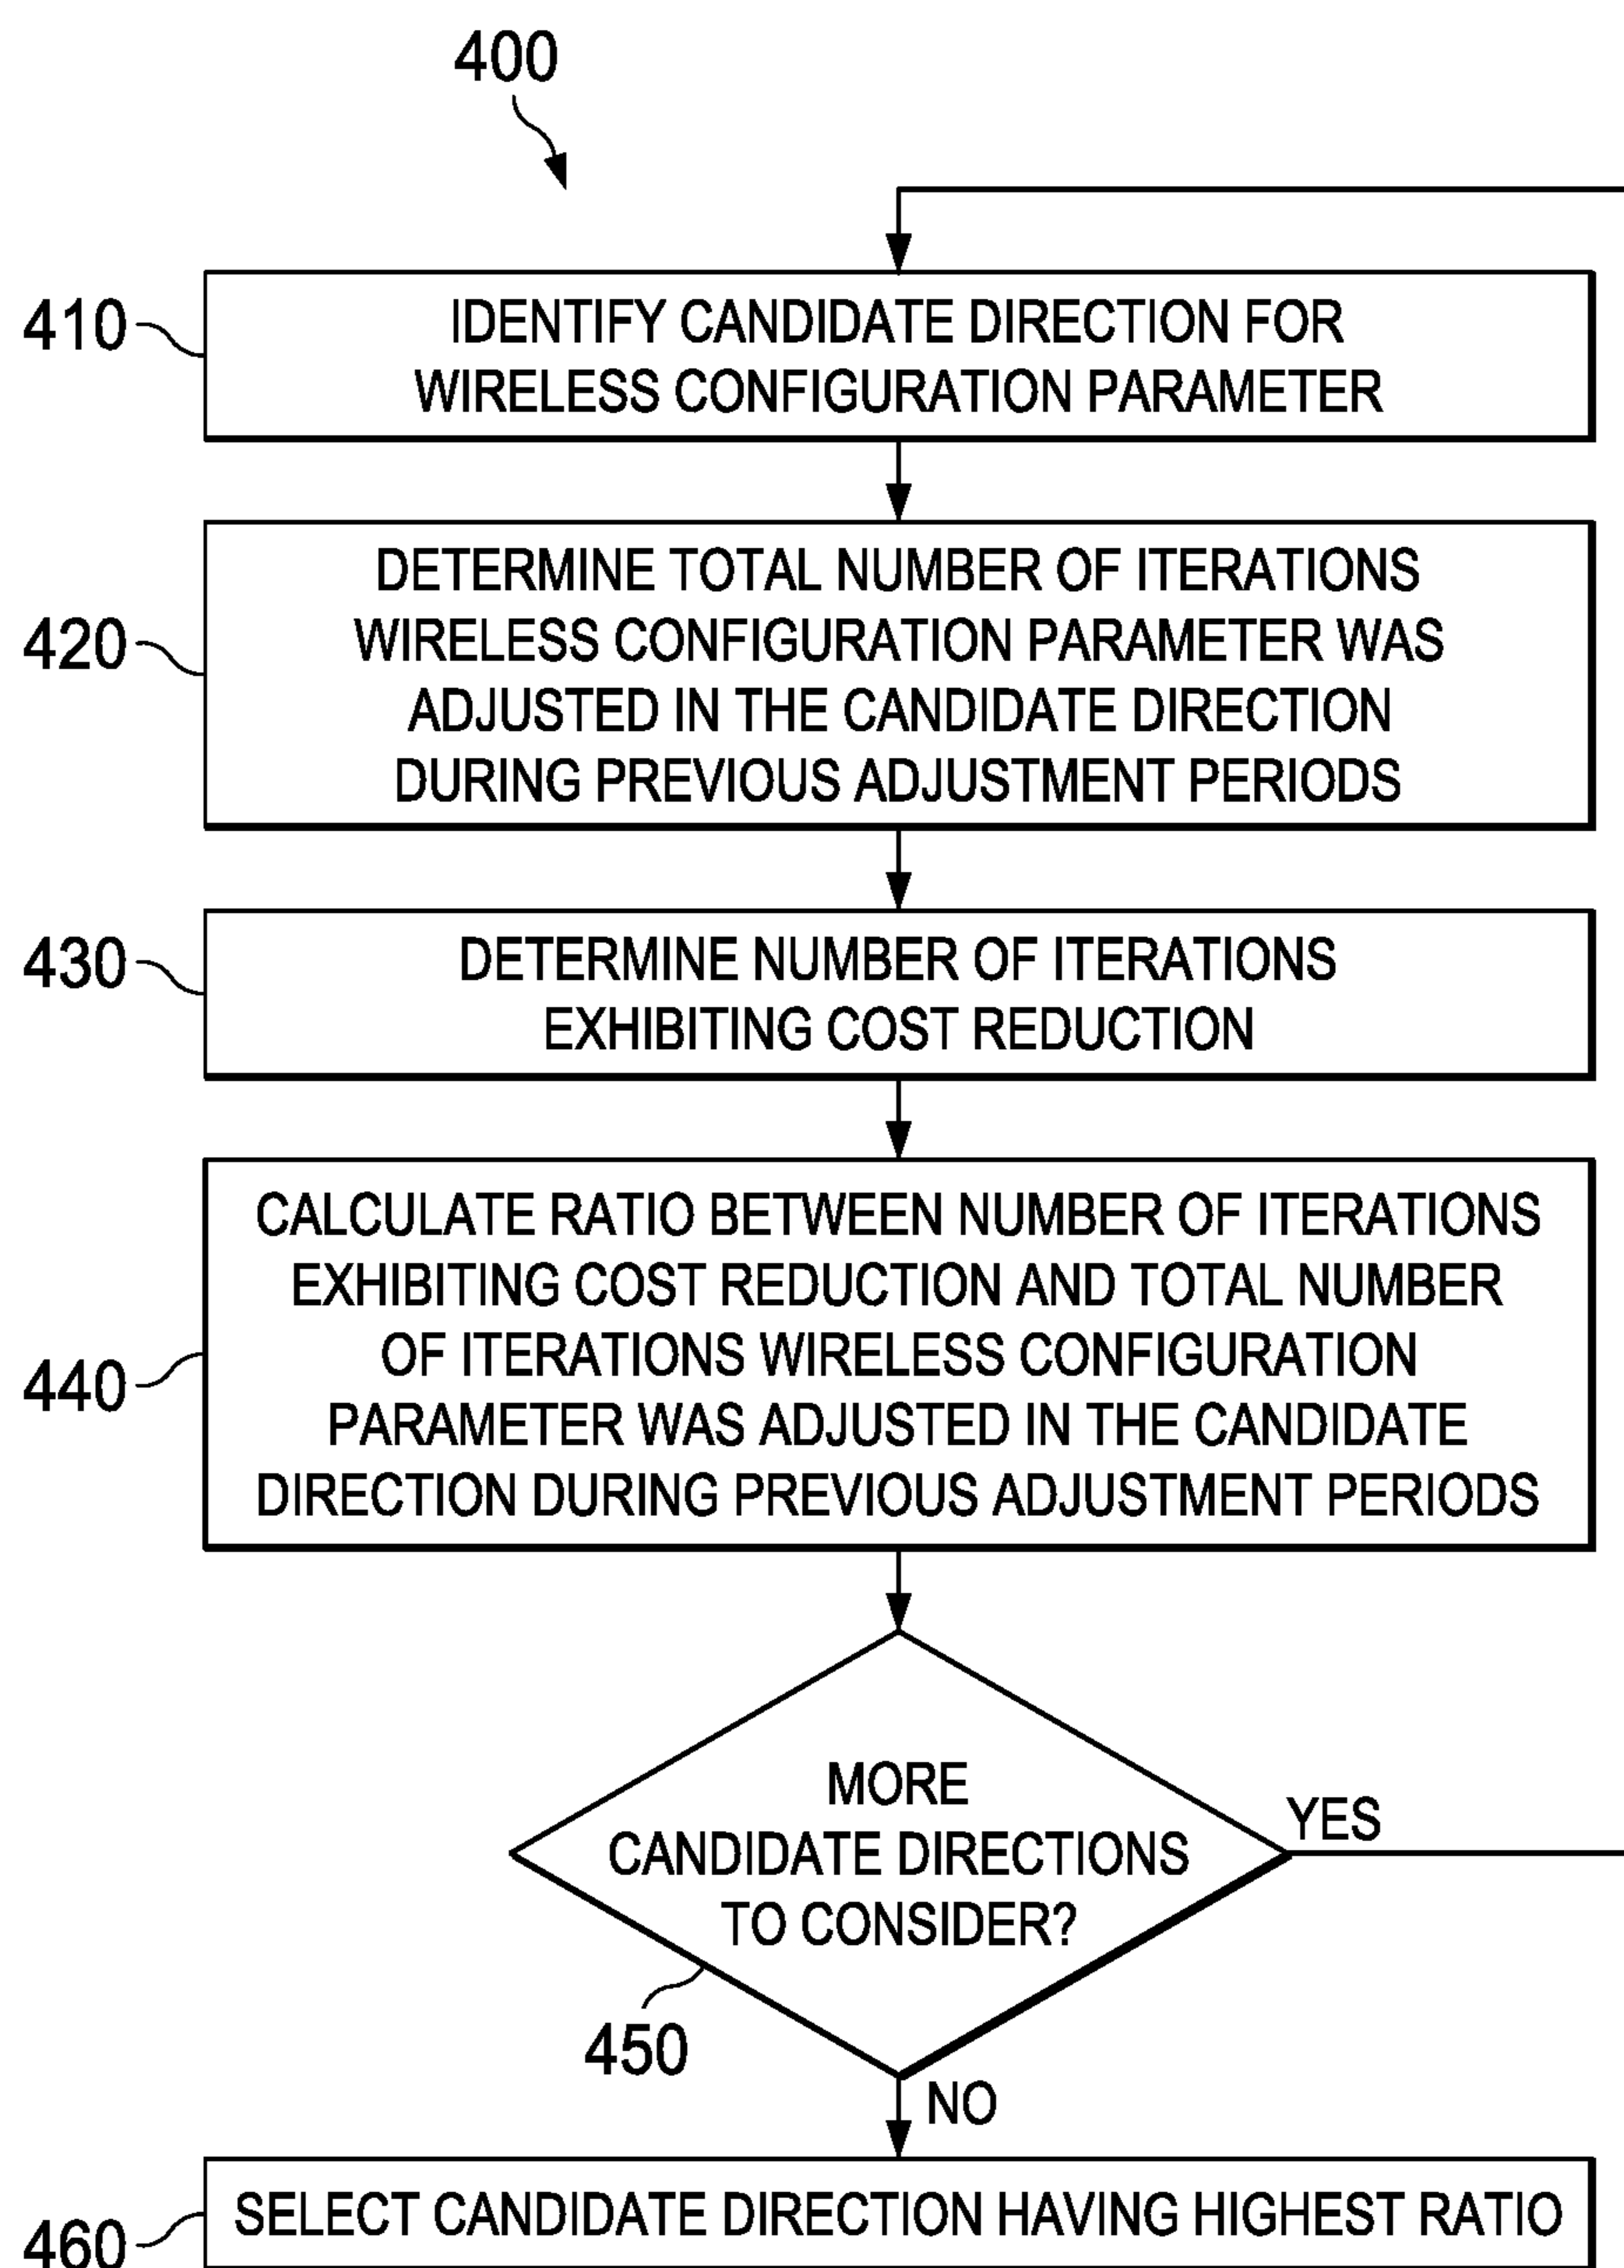 400
410
IDENTIFY CANDIDATE DIRECTION FOR
WIRELESS CONFIGURATION PARAMETER
420
DETERMINE TOTAL NUMBER OF ITERATIONS
WIRELESS CONFIGURATION PARAMETER WAS
ADJUSTED IN THE CANDIDATE DIRECTION
DURING PREVIOUS ADJUSTMENT PERIODS
430
DETERMINE NUMBER OF ITERATIONS
EXHIBITING COST REDUCTION
440
CALCULATE RATIO BETWEEN NUMBER OF ITERATIONS
EXHIBITING COST REDUCTION AND TOTAL NUMBER
OF ITERATIONS WIRELESS CONFIGURATION
PARAMETER WAS ADJUSTED IN THE CANDIDATE
DIRECTION DURING PREVIOUS ADJUSTMENT PERIODS
MORE
CANDIDATE DIRECTIONS
TO CONSIDER?
YES
450
NO
460
SELECT CANDIDATE DIRECTION HAVING HIGHEST RATIO